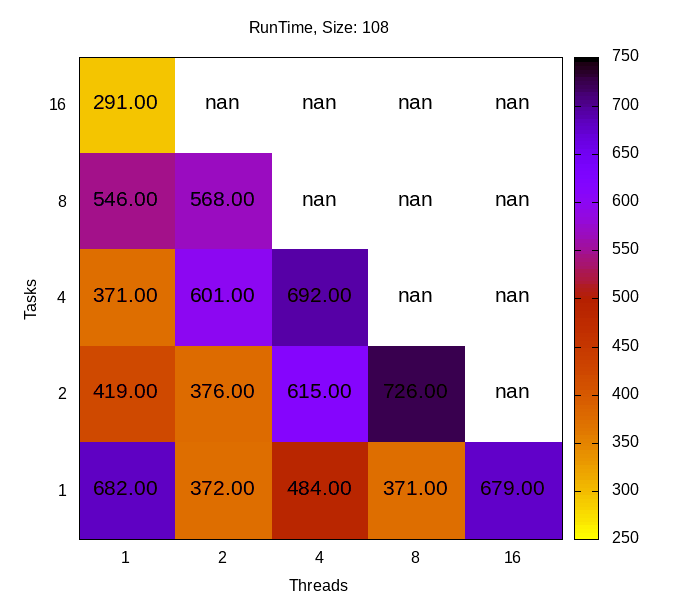 RunTime, Size: 108
750
16 291.00 nan nan nan nan
700
650
8 546.00 568.00 nan nan nan
600
550
Tasks
4 371.00 601.00 692.00 nan nan
500
450
2 419.00 376.00 615.00 726.00 nan
400
350
1 682.00 372.00 484.00 371.00 679.00
300
250
1 2 4 8 16
Threads